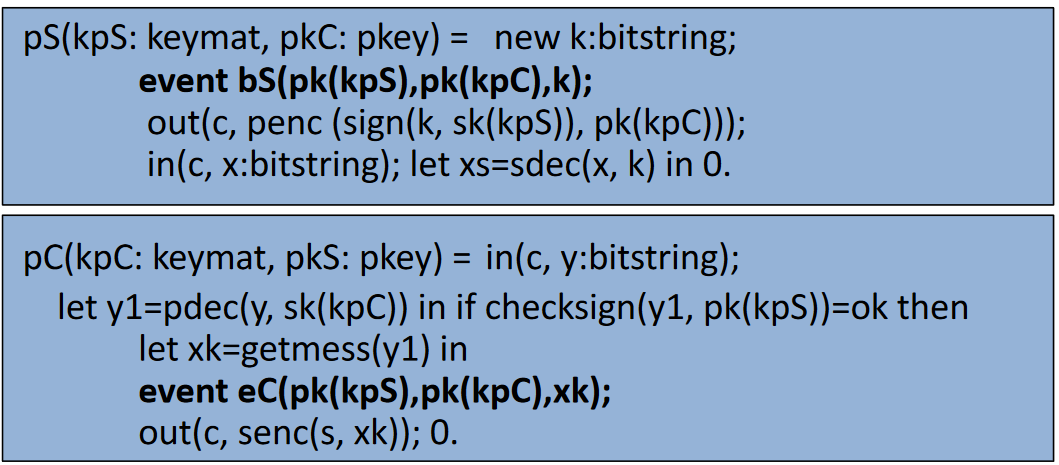 pS(kpS: keymat, pkC: pkey) = new k:bitstring;
event bS(pk(kpS),pk(kpC),k);
out(c, penc (sign(k, sk(kpS)), pk(kpC)));
in(c, x:bitstring); let xs=sdec(x, k) in 0.
pC(kpC: keymat, pkS: pkey) = in(c, y:bitstring);
let y1=pdec(y, sk(kpC)) in if checksign(y1, pk(kpS))=ok then
let xk=getmess(y1) in
event eC(pk(kpS),pk(kpC),xk);
out(c, senc(s, xk)); 0.